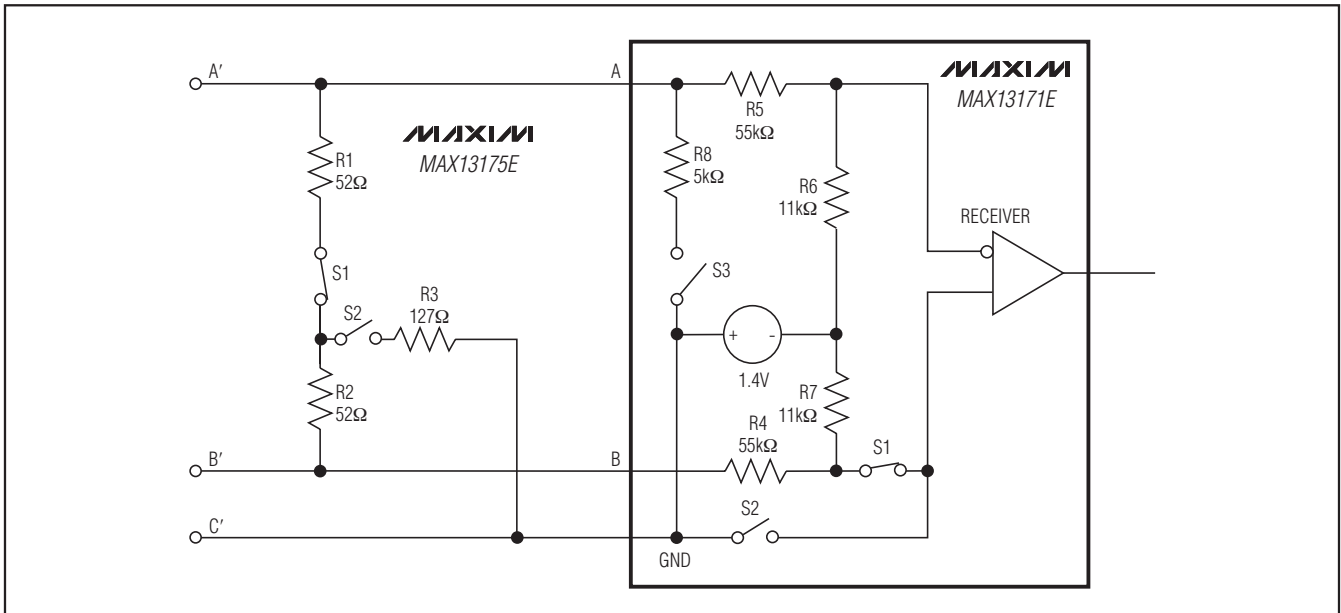 A′
A
MAXIM
MAX13171E
MAXIM
MAX13175E
R5
55kΩ
R1
52Ω
R8
5kΩ
R6
11kΩ
RECEIVER
S1
S3
S2
R3
127Ω
+
-
1.4V
R2
52Ω
R7
11kΩ
R4
55kΩ
S1
B′
B
S2
C′
GND